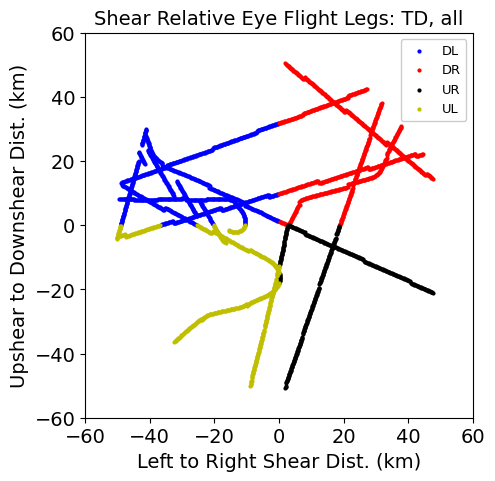 Shear Relative Eye Flight Legs: TD, all
Upshear to Downshear Dist. (km)
60
40
20
0
−20
−40
−60
DL
DR
UR
UL
−60 −40 −20 0 20 40 60
Left to Right Shear Dist. (km)